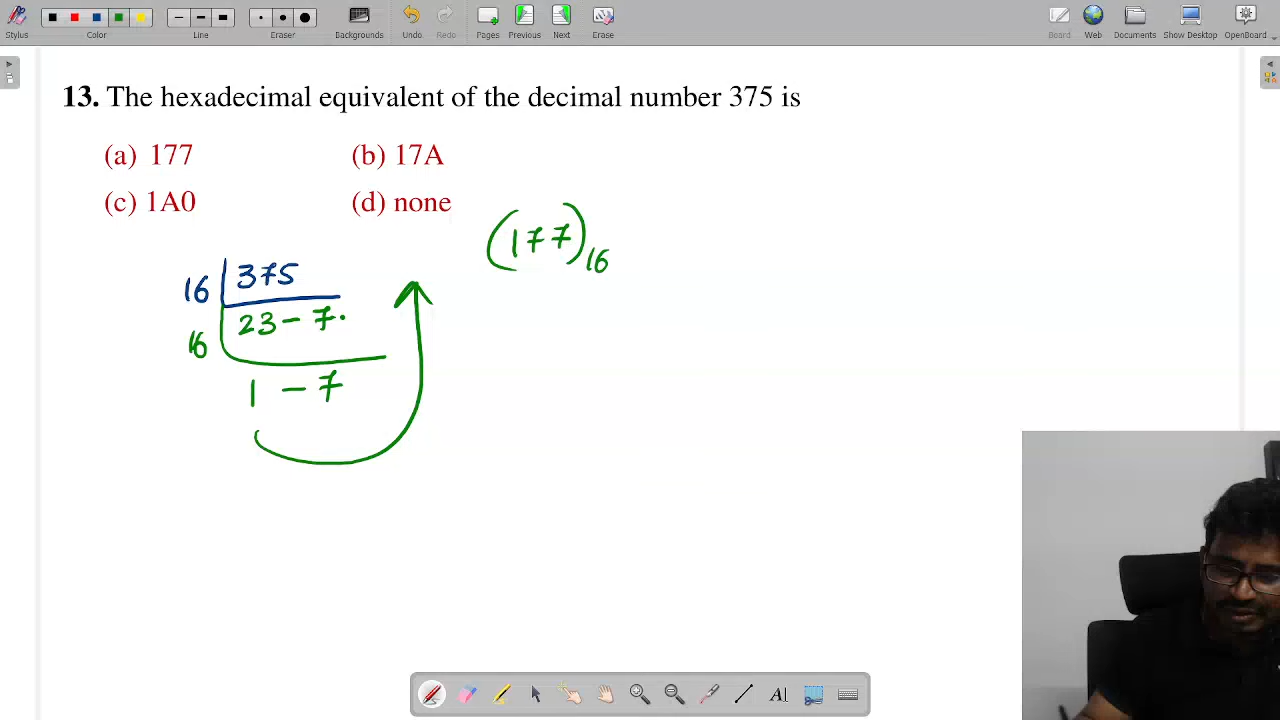 Stylus Color Line Eraser Backgrounds Undo Redo Pages Previous Next Erase Board Web Documents Show Desktop OpenBoard
13. The hexadecimal equivalent of the decimal number 375 is
(a) 177 (b) 17A
(c) 1A0 (d) none
(177)16
16 375
16 23 - 7.
1 - 7
AI